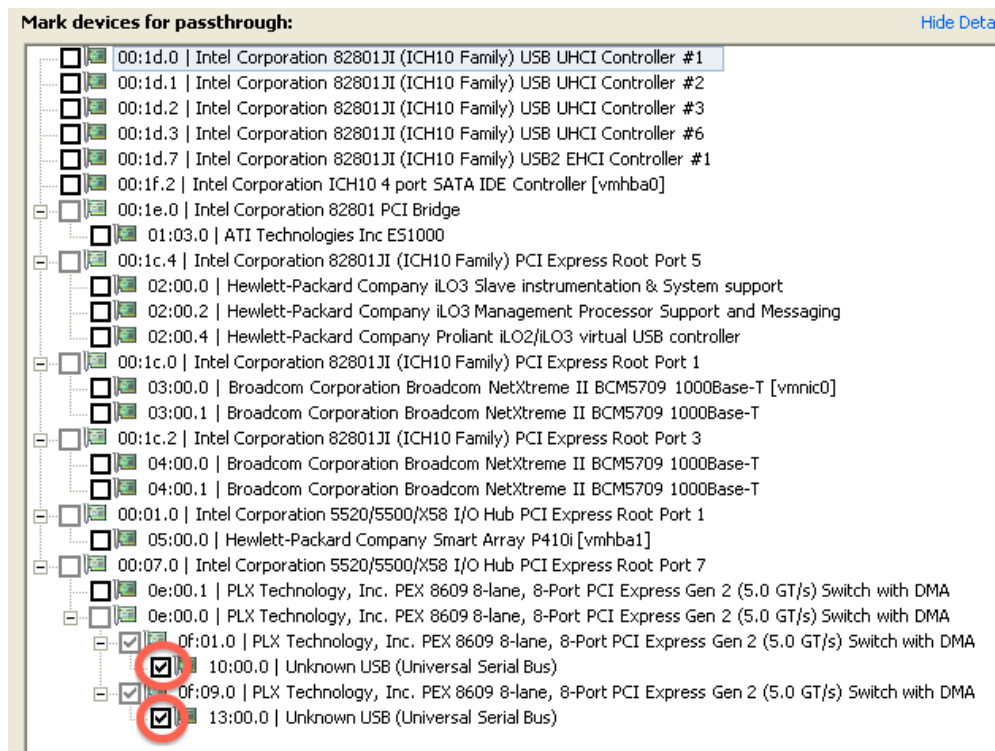 Mark devices for passthrough:
Hide Deta
00:1d.0 | Intel Corporation 82801JI (ICH10 Family) USB UHCI Controller #1
00:1d.1 | Intel Corporation 82801JI (ICH10 Family) USB UHCI Controller #2
00:1d.2 | Intel Corporation 82801JI (ICH10 Family) USB UHCI Controller #3
00:1d.3 | Intel Corporation 82801JI (ICH10 Family) USB UHCI Controller #6
00:1d.7 | Intel Corporation 82801JI (ICH10 Family) USB2 EHCI Controller #1
00:1f.2 | Intel Corporation ICH10 4 port SATA IDE Controller [vmhba0]
00:1e.0 | Intel Corporation 82801 PCI Bridge
01:03.0 | ATI Technologies Inc ES1000
00:1c.4 | Intel Corporation 82801JI (ICH10 Family) PCI Express Root Port 5
02:00.0 | Hewlett-Packard Company iLO3 Slave instrumentation & System support
02:00.2 | Hewlett-Packard Company iLO3 Management Processor Support and Messaging
02:00.4 | Hewlett-Packard Company Proliant iLO2/iLO3 virtual USB controller
00:1c.0 | Intel Corporation 82801JI (ICH10 Family) PCI Express Root Port 1
03:00.0 | Broadcom Corporation Broadcom NetXtreme II BCM5709 1000Base-T [vmnic0]
03:00.1 | Broadcom Corporation Broadcom NetXtreme II BCM5709 1000Base-T
00:1c.2 | Intel Corporation 82801JI (ICH10 Family) PCI Express Root Port 3
04:00.0 | Broadcom Corporation Broadcom NetXtreme II BCM5709 1000Base-T
04:00.1 | Broadcom Corporation Broadcom NetXtreme II BCM5709 1000Base-T
00:01.0 | Intel Corporation 5520/5500/X58 I/O Hub PCI Express Root Port 1
05:00.0 | Hewlett-Packard Company Smart Array P410i [vmhba1]
00:07.0 | Intel Corporation 5520/5500/X58 I/O Hub PCI Express Root Port 7
0e:00.1 | PLX Technology, Inc. PEX 8609 8-lane, 8-Port PCI Express Gen 2 (5.0 GT/s) Switch with DMA
0e:00.0 | PLX Technology, Inc. PEX 8609 8-lane, 8-Port PCI Express Gen 2 (5.0 GT/s) Switch with DMA
0f:01.0 | PLX Technology, Inc. PEX 8609 8-lane, 8-Port PCI Express Gen 2 (5.0 GT/s) Switch with DMA
10:00.0 | Unknown USB (Universal Serial Bus)
0f:09.0 | PLX Technology, Inc. PEX 8609 8-lane, 8-Port PCI Express Gen 2 (5.0 GT/s) Switch with DMA
13:00.0 | Unknown USB (Universal Serial Bus)